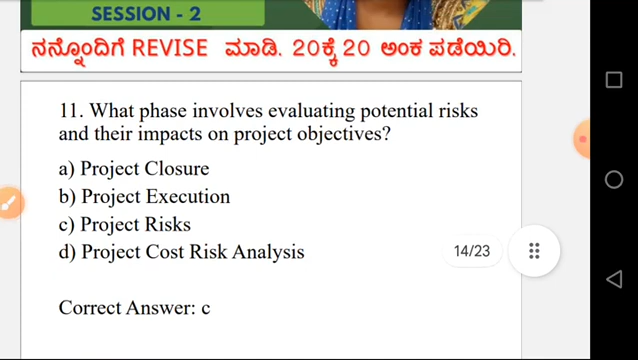 SESSION - 2
ನನ್ನೊಂದಿಗೆ REVISE ಮಾಡಿ. 20ಕ್ಕೆ 20 ಅಂಕ ಪಡೆಯಿರಿ.
11. What phase involves evaluating potential risks
and their impacts on project objectives?
a) Project Closure
b) Project Execution
c) Project Risks
d) Project Cost Risk Analysis
14/23
Correct Answer: c